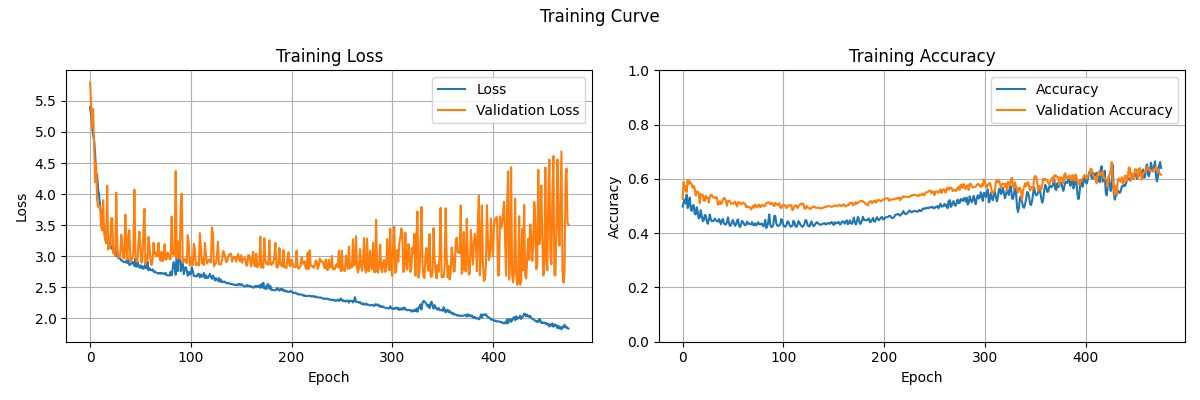 Training Curve
Training Loss
Loss
Validation Loss
5.5
5.0
4.5
4.0
3.5
3.0
2.5
2.0
Loss
0 100 200 300 400
Epoch
Training Accuracy
Accuracy
Validation Accuracy
1.0
0.8
0.6
0.4
0.2
0.0
Accuracy
0 100 200 300 400
Epoch